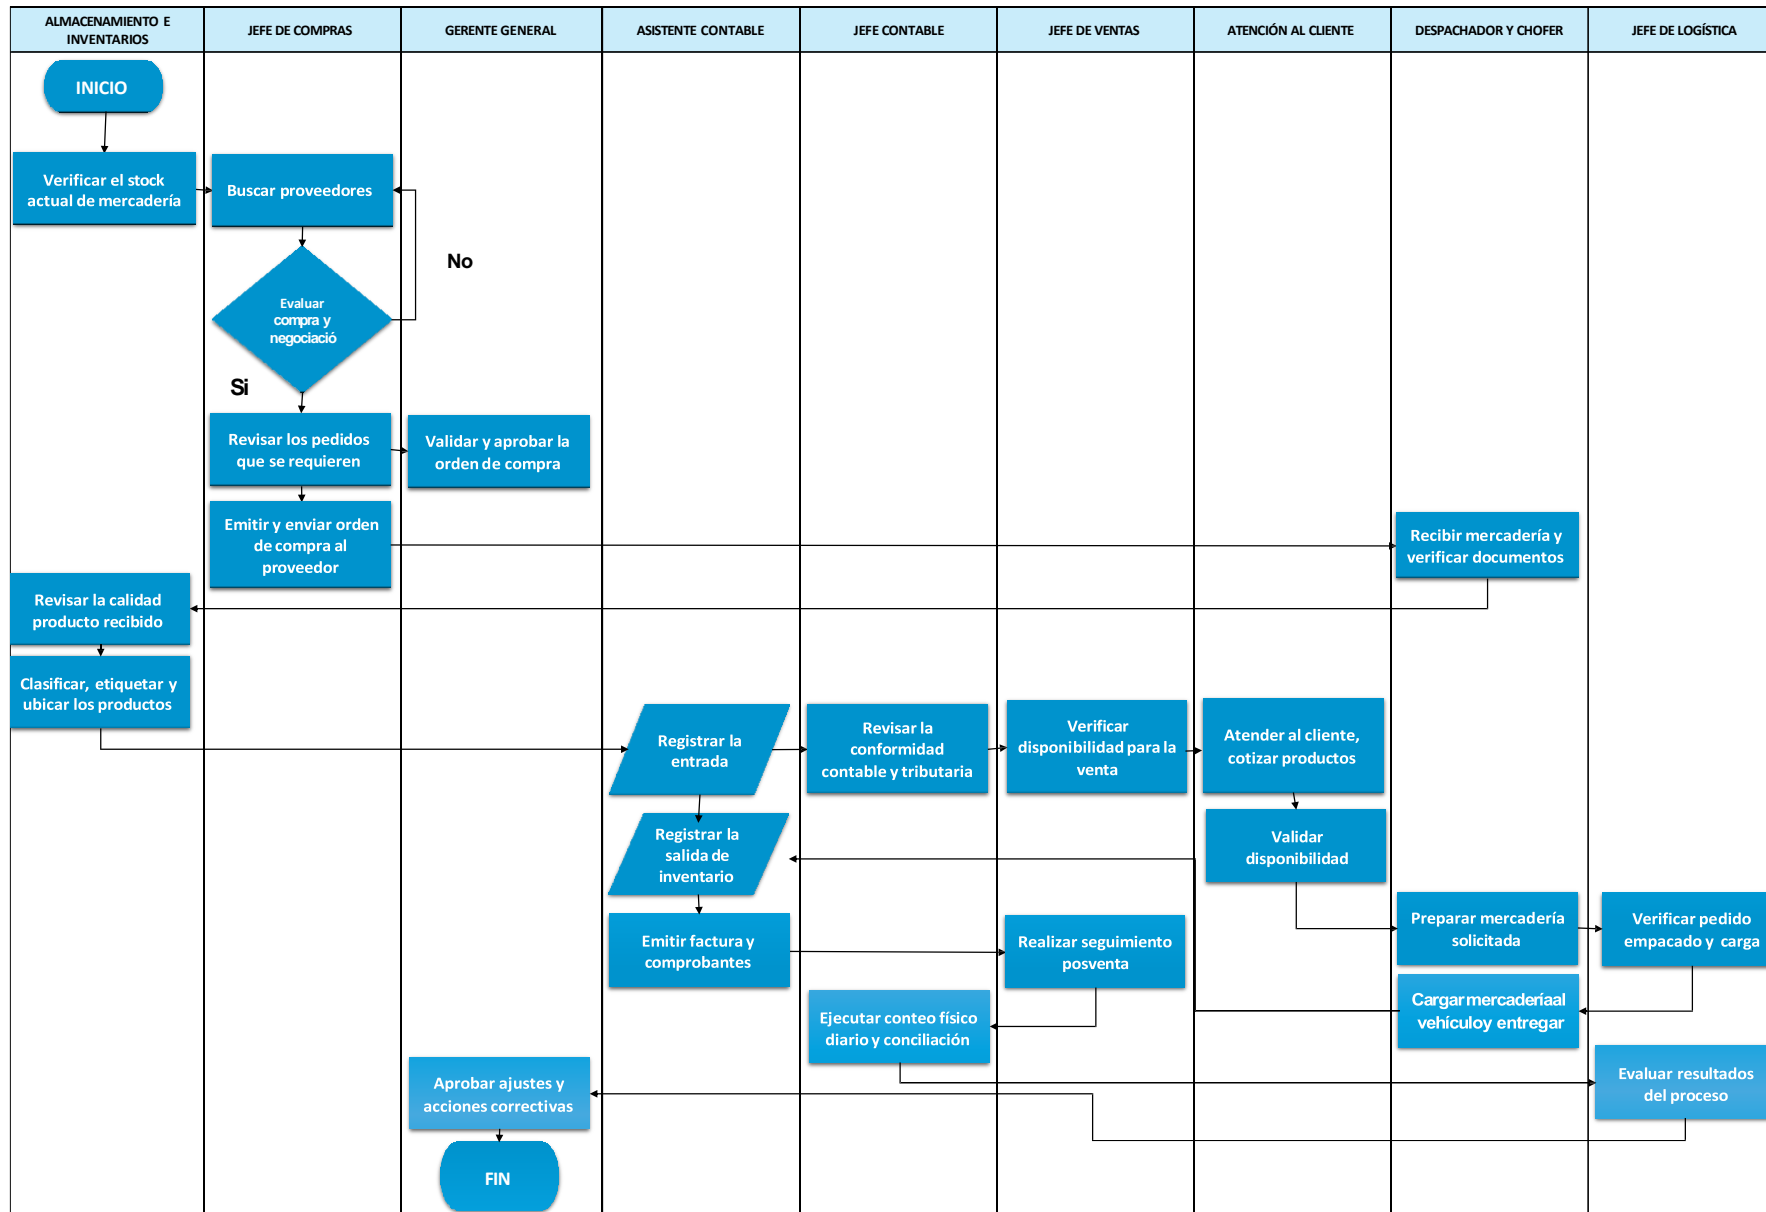 ALMACENAMIENTO E
INVENTARIOS
JEFE DE COMPRAS
GERENTE GENERAL
ASISTENTE CONTABLE
JEFE CONTABLE
JEFE DE VENTAS
ATENCIÓN AL CLIENTE
DESPACHADOR Y CHOFER
JEFE DE LOGÍSTICA
INICIO
Verificar el stock
actual de mercadería
Buscar proveedores
No
Evaluar
compra y
negociació
Si
Revisar los pedidos
que se requieren
Validar y aprobar la
orden de compra
Emitir y enviar orden
de compra al
proveedor
Recibir mercadería y
verificar documentos
Revisar la calidad
producto recibido
Clasificar, etiquetar y
ubicar los productos
Registrar la
entrada
Revisar la
conformidad
contable y tributaria
Verificar
disponibilidad para la
venta
Atender al cliente,
cotizar productos
Registrar la
salida de
inventario
Validar
disponibilidad
Emitir factura y
comprobantes
Realizar seguimiento
posventa
Preparar mercadería
solicitada
Verificar pedido
empacado y carga
Ejecutar conteo físico
diario y conciliación
Cargar mercaderíaal
vehículoy entregar
Aprobar ajustes y
acciones correctivas
Evaluar resultados
del proceso
FIN